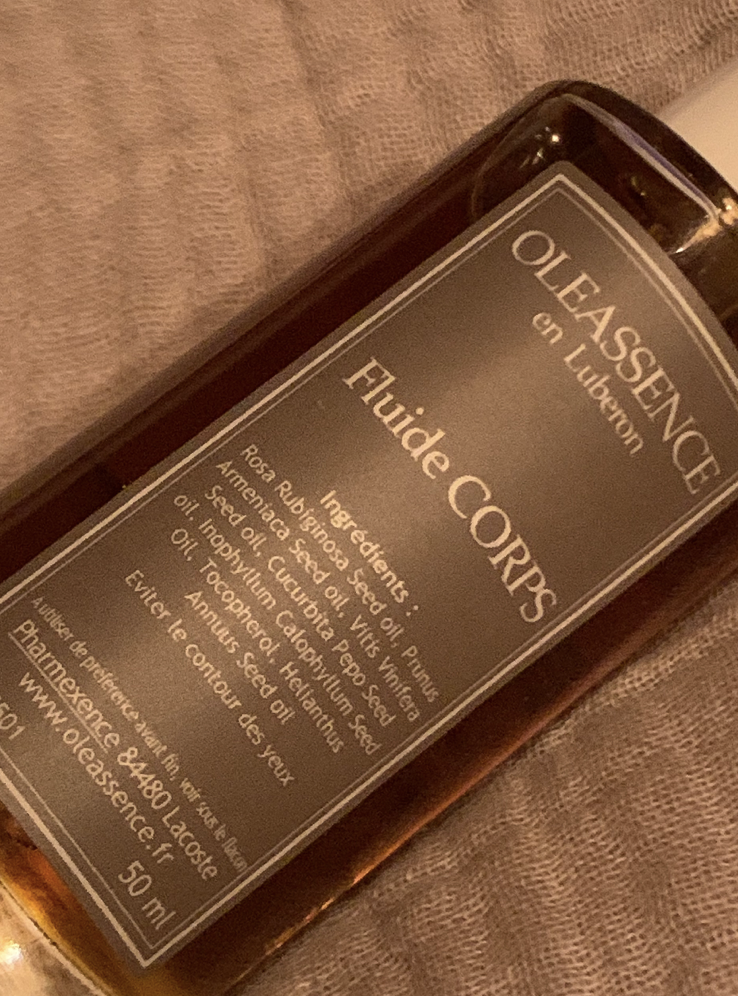 OLEASSENCE
en Luberon
Fluide CORPS
Ingrédients :
Rosa Rubiginosa Seed oil, Prunus
Armeniaca Seed oil, Vitis Vinifera
Seed oil, Cucurbita Pepo Seed
oil, Inophyllum Calophyllum Seed
Oil, Tocopherol, Helianthus
Annuus Seed oil
Eviter le contour des yeux
A utiliser de préférence avant fin, voir sous le flacon
Pharmexence 84480 Lacoste
www.oleassence.fr
50 ml